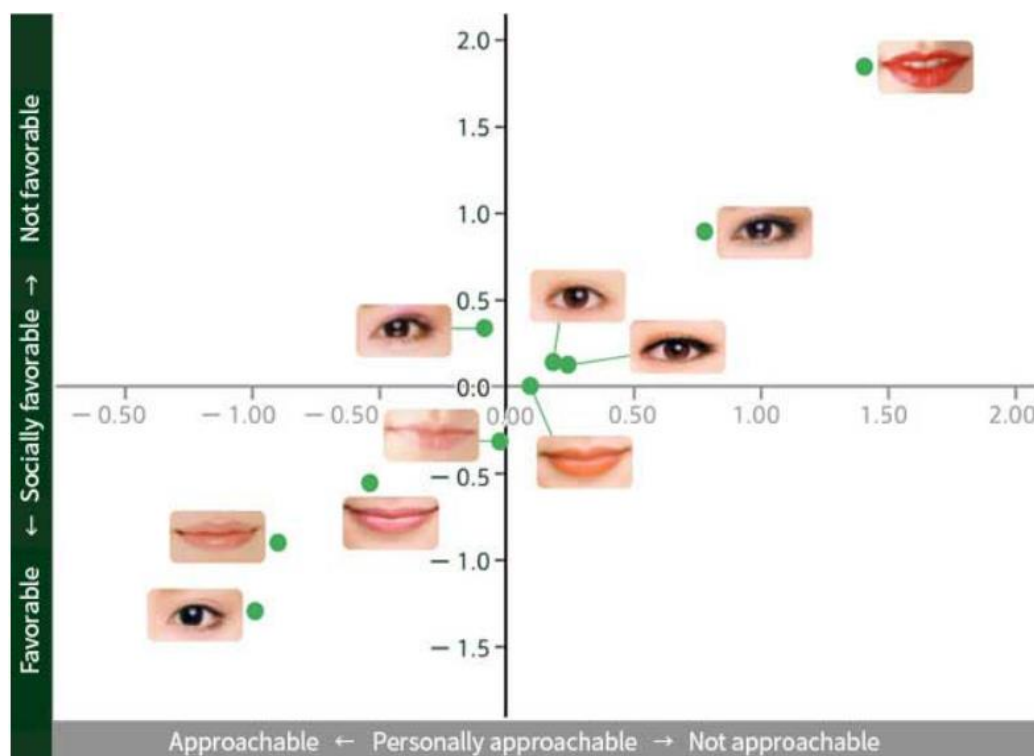 Favorable ← Socially favorable → Not favorable
2.0
1.5
1.0
0.5
0.0
− 0.50 − 1.00 − 0.50 0.00 0.50 1.00 1.50 2.00
− 0.5
− 1.0
− 1.5
Approachable ← Personally approachable → Not approachable